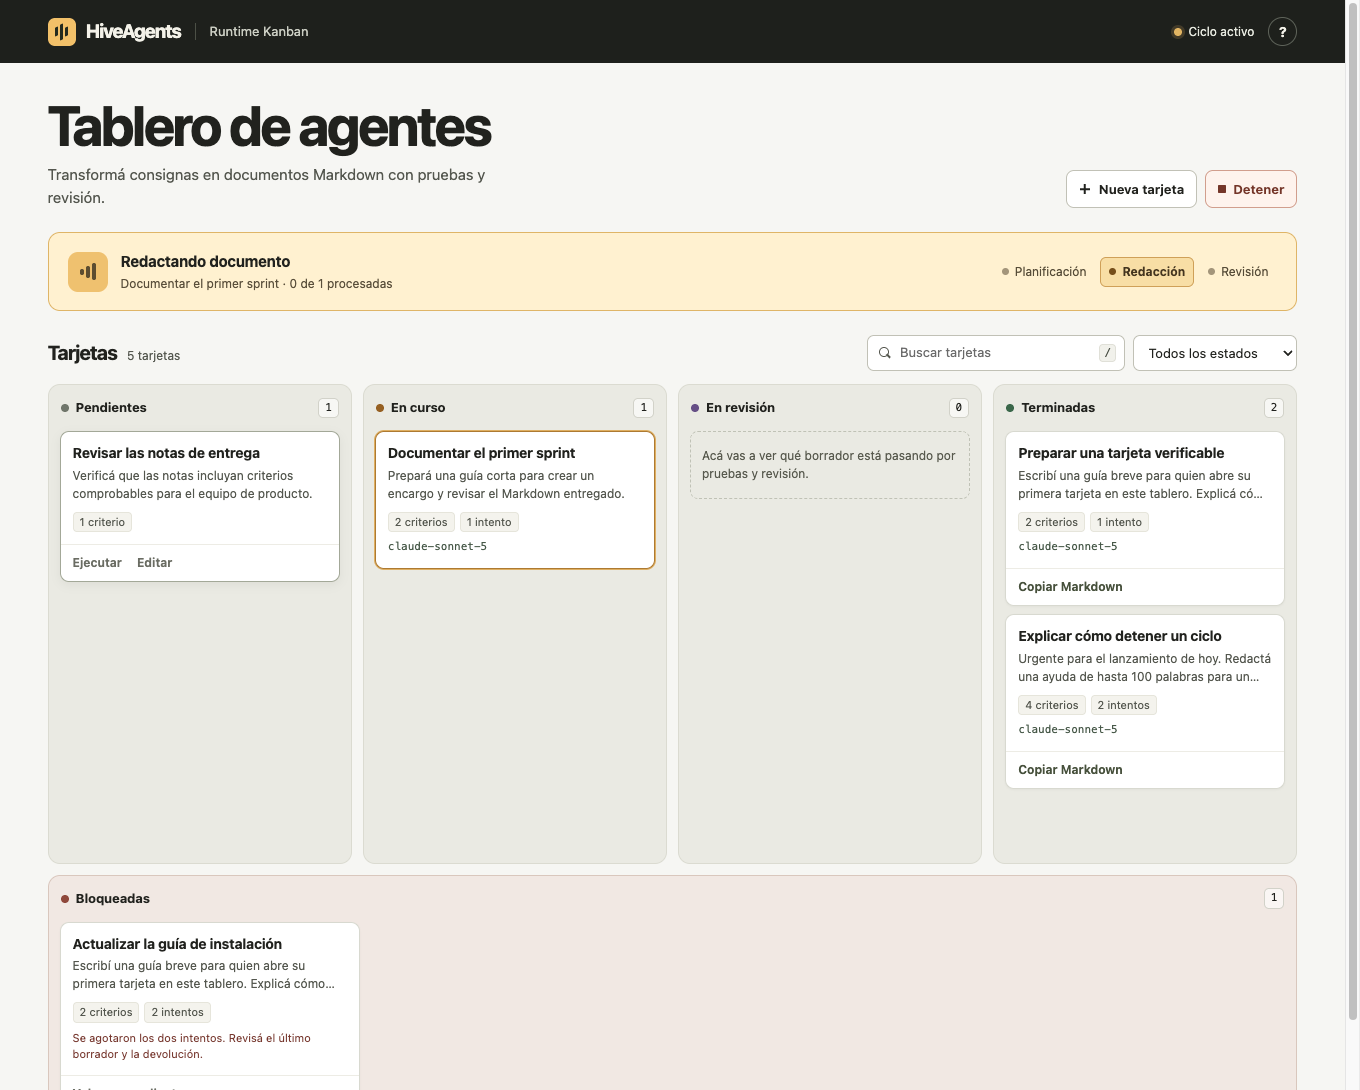 HiveAgents
Runtime Kanban
Ciclo activo
?
Tablero de agentes
Transformá consignas en documentos Markdown con pruebas y
revisión.
Nueva tarjeta
Detener
Redactando documento
Documentar el primer sprint · 0 de 1 procesadas
Planificación
Redacción
Revisión
Tarjetas
5 tarjetas
Buscar tarjetas
/
Todos los estados
Pendientes
1
Revisar las notas de entrega
Verificá que las notas incluyan criterios
comprobables para el equipo de producto.
1 criterio
Ejecutar
Editar
En curso
1
Documentar el primer sprint
Prepará una guía corta para crear un
encargo y revisar el Markdown entregado.
2 criterios
1 intento
claude-sonnet-5
En revisión
0
Acá vas a ver qué borrador está pasando por
pruebas y revisión.
Terminadas
2
Preparar una tarjeta verificable
Escribí una guía breve para quien abre su
primera tarjeta en este tablero. Explicá có...
2 criterios
1 intento
claude-sonnet-5
Copiar Markdown
Explicar cómo detener un ciclo
Urgente para el lanzamiento de hoy. Redactá
una ayuda de hasta 100 palabras para un...
4 criterios
2 intentos
claude-sonnet-5
Copiar Markdown
Bloqueadas
1
Actualizar la guía de instalación
Escribí una guía breve para quien abre su
primera tarjeta en este tablero. Explicá cómo...
2 criterios
2 intentos
Se agotaron los dos intentos. Revisá el último
borrador y la devolución.